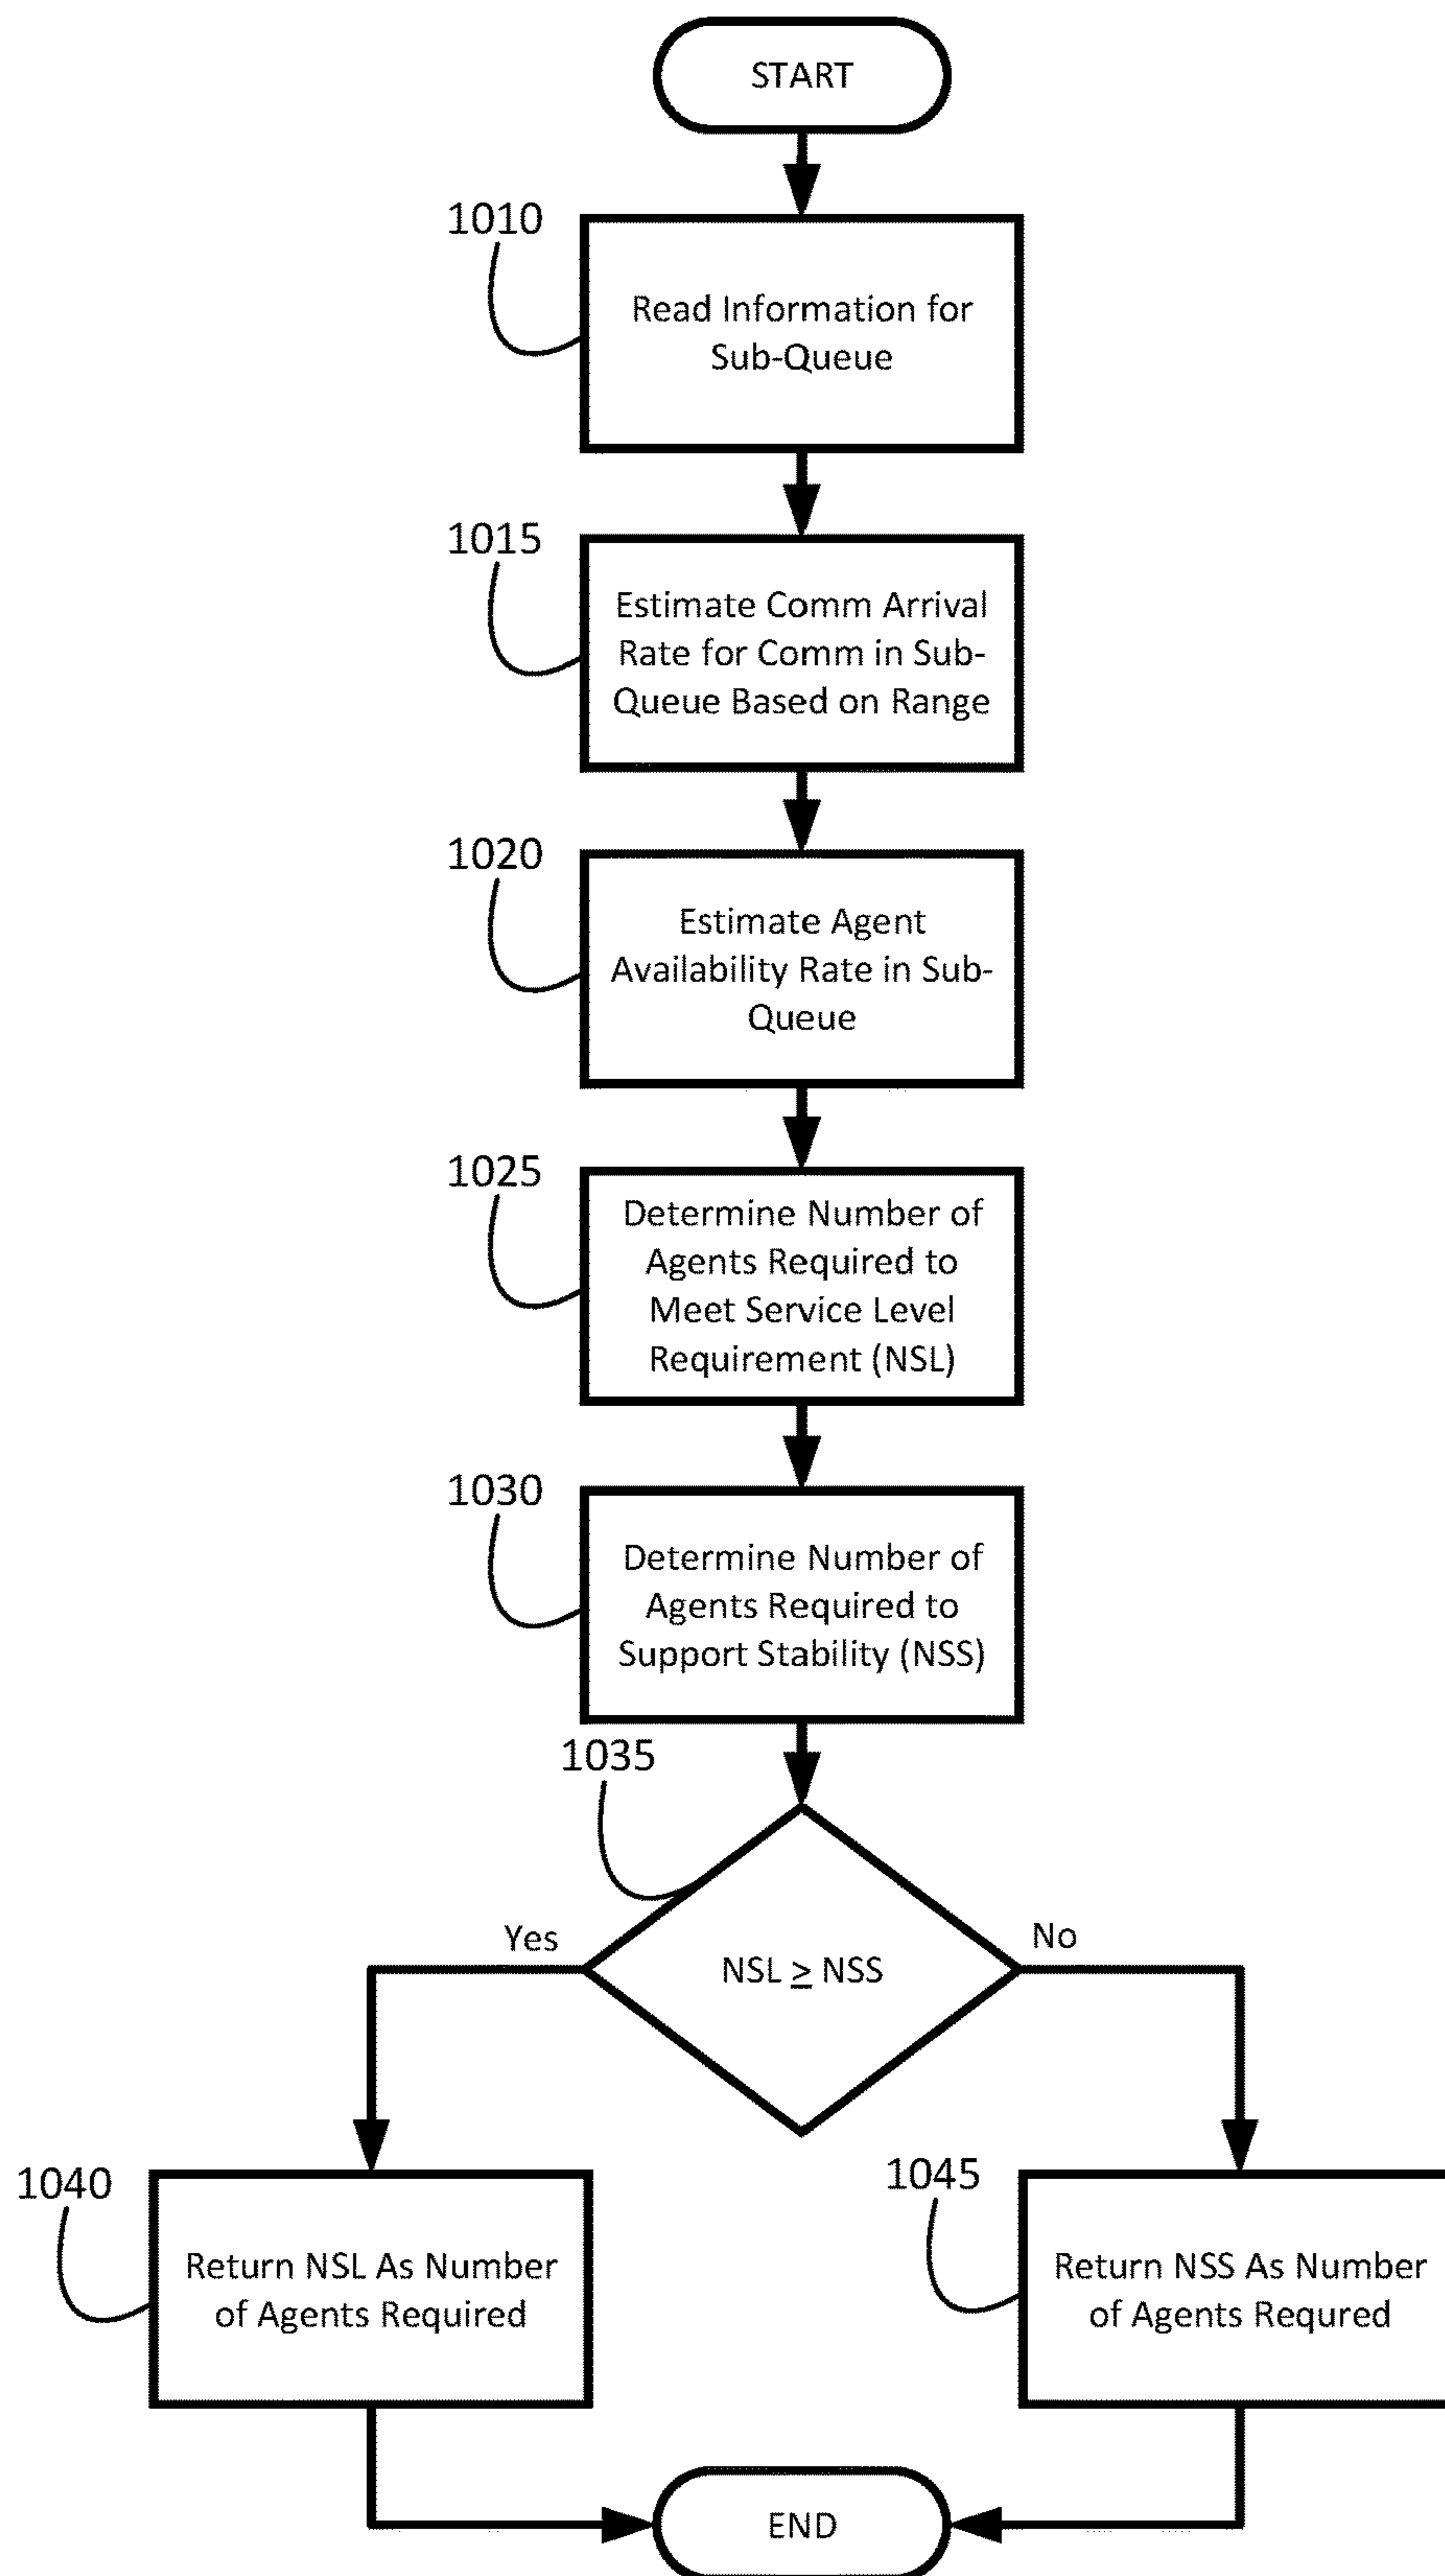 START
1010
Read Information for
Sub-Queue
1015
Estimate Comm Arrival
Rate for Comm in Sub-
Queue Based on Range
1020
Estimate Agent
Availability Rate in Sub-
Queue
1025
Determine Number of
Agents Required to
Meet Service Level
Requirement (NSL)
1030
Determine Number of
Agents Required to
Support Stability (NSS)
1035
Yes
NSL ≥ NSS
No
1040
Return NSL As Number
of Agents Required
1045
Return NSS As Number
of Agents Requred
END